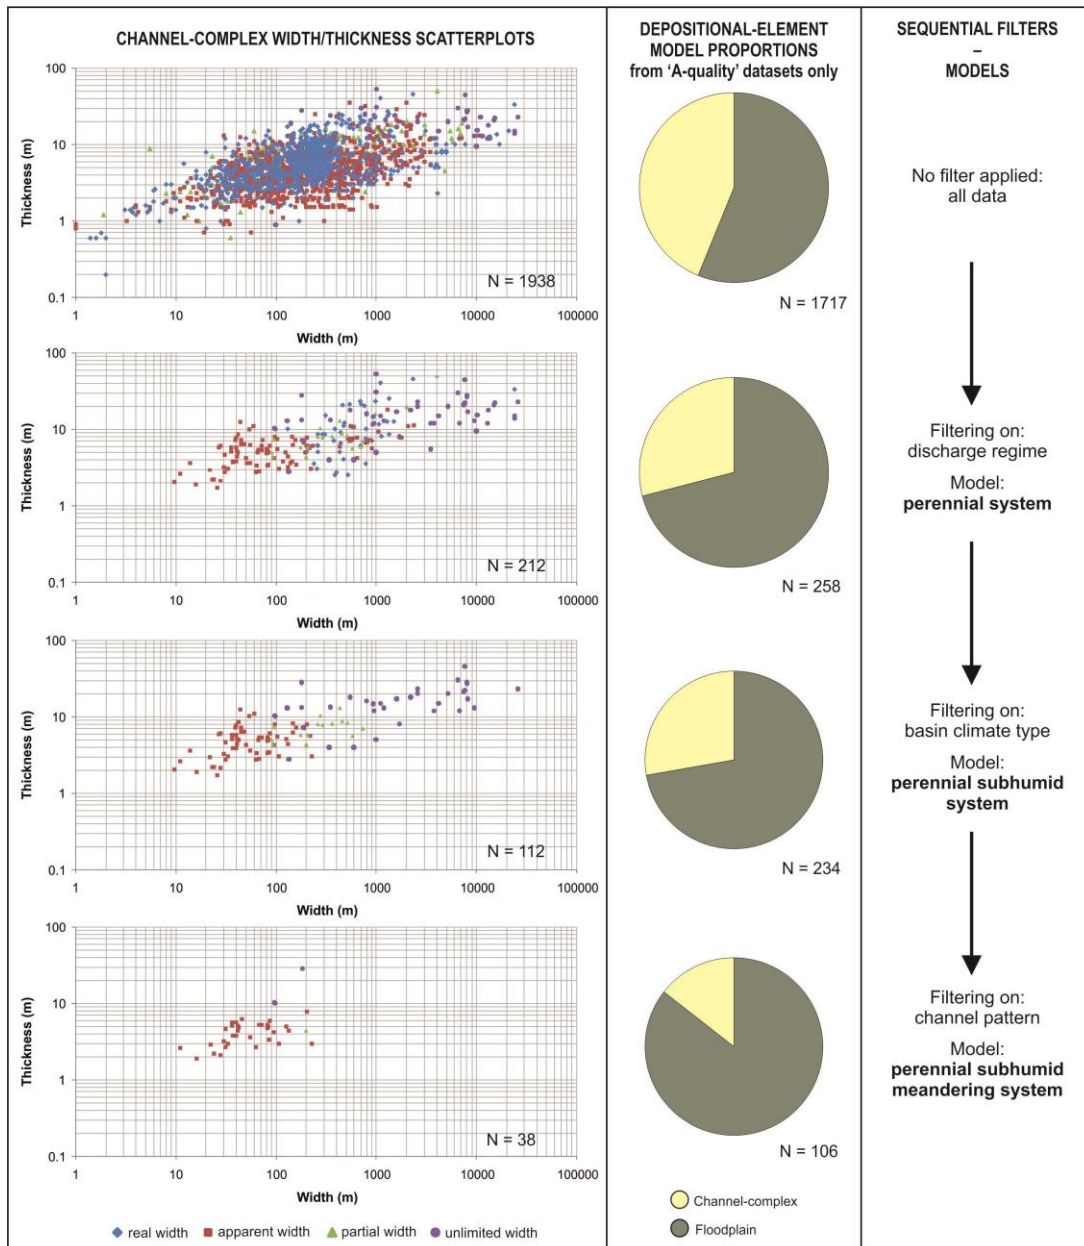 CHANNEL-COMPLEX WIDTH/THICKNESS SCATTERPLOTS
DEPOSITIONAL-ELEMENT
MODEL PROPORTIONS
from 'A-quality' datasets only
SEQUENTIAL FILTERS
–
MODELS
100
10
1
0.1
Thickness (m)
1
10
100
1000
10000
100000
Width (m)
N = 1938
N = 1717
No filter applied:
all data
100
10
1
0.1
Thickness (m)
1
10
100
1000
10000
100000
Width (m)
N = 212
N = 258
Filtering on:
discharge regime
Model:
perennial system
100
10
1
0.1
Thickness (m)
1
10
100
1000
10000
100000
Width (m)
N = 112
N = 234
Filtering on:
basin climate type
Model:
perennial subhumid
system
100
10
1
0.1
Thickness (m)
1
10
100
1000
10000
100000
Width (m)
N = 38
N = 106
Filtering on:
channel pattern
Model:
perennial subhumid
meandering system
real width
apparent width
partial width
unlimited width
Channel-complex
Floodplain